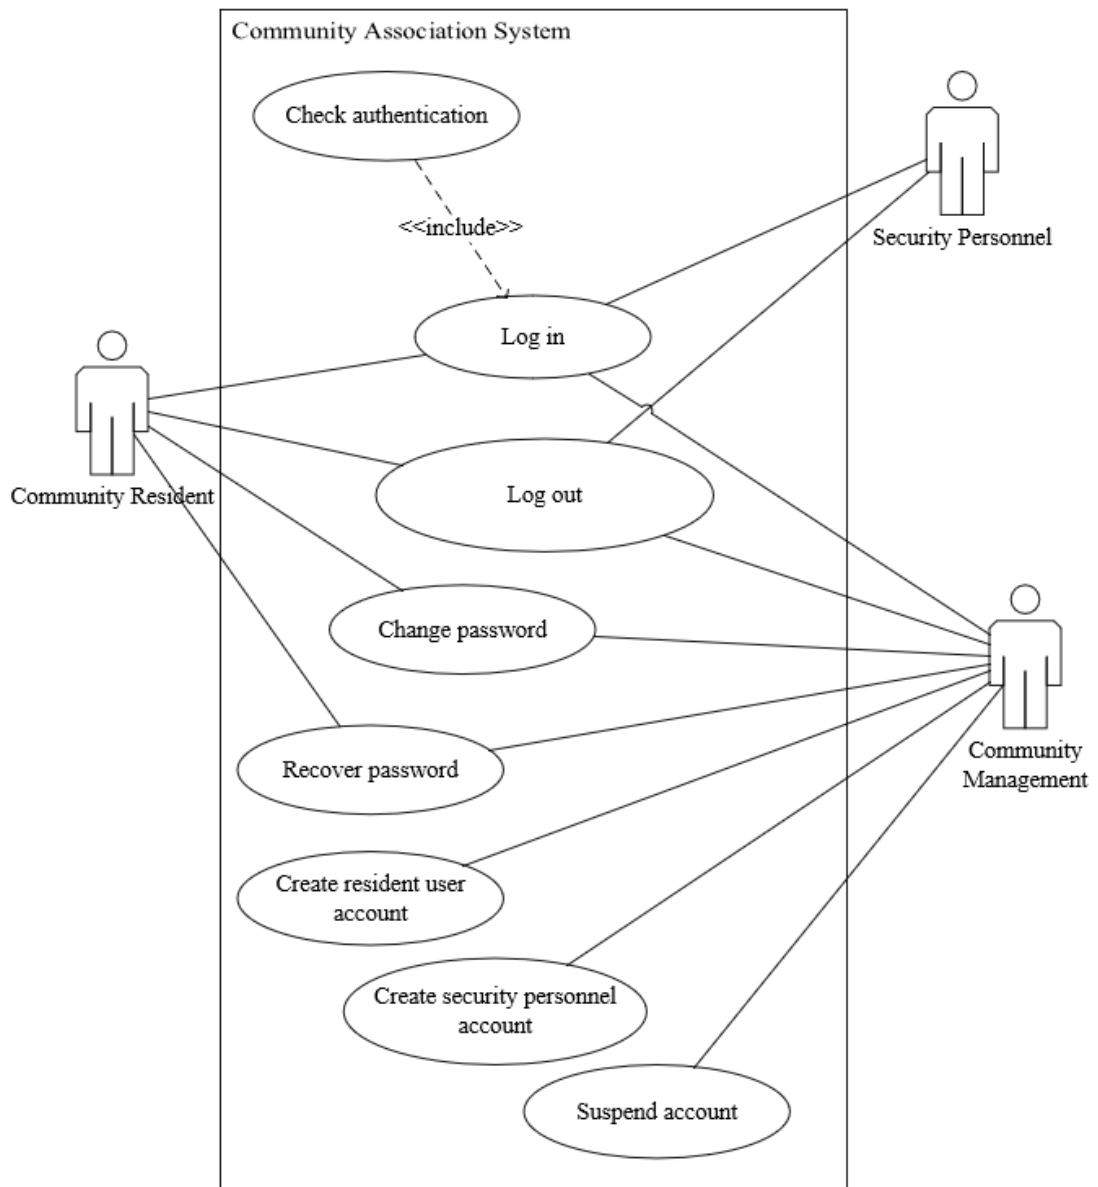 Community Association System
Check authentication
<<include>>
Security Personnel
Log in
Community Resident
Log out
Change password
Recover password
Community
Management
Create resident user
account
Create security personnel
account
Suspend account